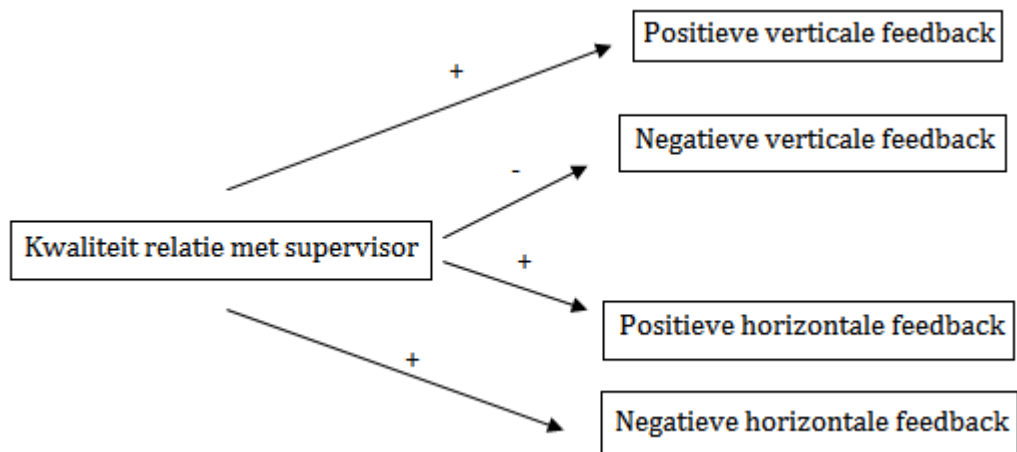 Positieve verticale feedback
+
Negatieve verticale feedback
-
Kwaliteit relatie met supervisor
+
Positieve horizontale feedback
+
Negatieve horizontale feedback